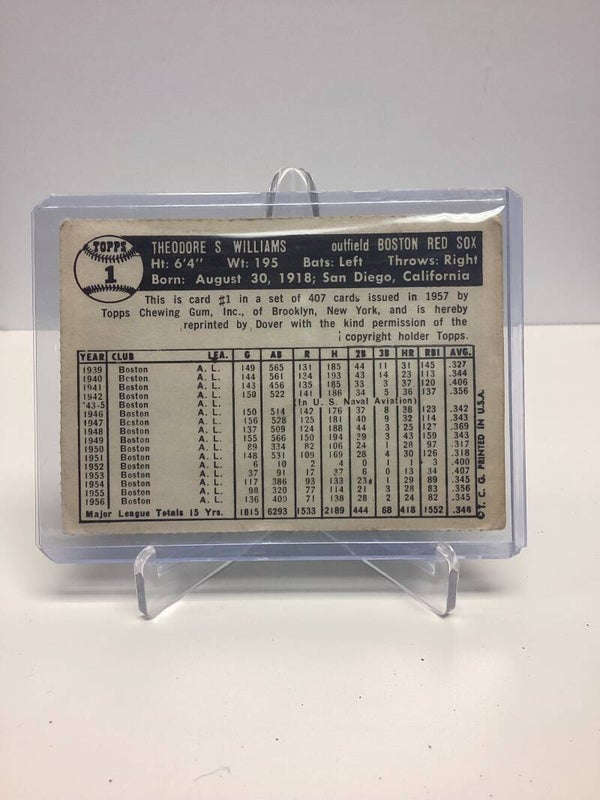 TOPPS
1
THEODORE S WILLIAMS outfield BOSTON RED SOX
Ht: 6'4" Wt: 195 Bats: Left Throws: Right
Born: August 30, 1918; San Diego, California
This is card #1 in a set of 407 cards issued in 1957 by
Topps Chewing Gum, Inc., of Brooklyn, New York, and is hereby
reprinted by Dover with the kind permission of the
copyright holder Topps.
YEAR CLUB LEA. G AB R H 2B 3B HR RBI AVG.
1939 Boston A. L. 149 565 131 185 44 11 31 145 .327
1940 Boston A. L. 144 561 134 193 43 14 23 113 .344
1941 Boston A. L. 143 456 135 185 33 3 37 120 .406
1942 Boston A. L. 150 522 141 186 34 5 36 137 .356
'43-5 Boston A. L. (In U. S. Naval Aviation)
1946 Boston A. L. 150 514 142 176 37 8 38 123 .342
1947 Boston A. L. 156 528 125 181 40 9 32 114 .343
1948 Boston A. L. 137 509 124 188 44 3 25 127 .369
1949 Boston A. L. 155 566 150 194 39 3 43 159 .343
1950 Boston A. L. 89 334 82 106 24 1 28 97 .317
1951 Boston A. L. 148 531 109 169 28 4 30 126 .318
1952 Boston A. L. 6 10 2 4 0 1 1 3 .400
1953 Boston A. L. 37 91 17 37 6 0 13 34 .407
1954 Boston A. L. 117 386 93 133 23 1 29 89 .345
1955 Boston A. L. 98 320 77 114 21 3 28 83 .356
1956 Boston A. L. 136 400 71 138 28 2 24 82 .345
Major League Totals 15 Yrs. 1815 6293 1533 2189 444 68 418 1552 .348
©T. C. G. PRINTED IN U.S.A.